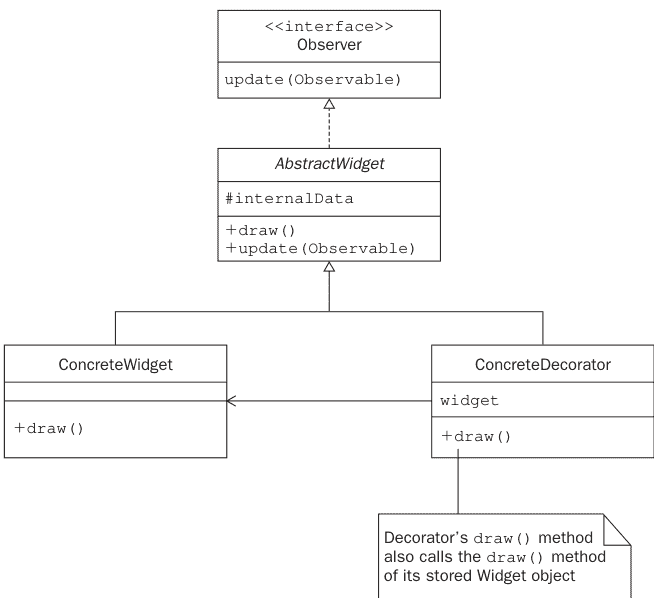 <<interface>>
Observer
update(Observable)
AbstractWidget
#internalData
+draw()
+update(Observable)
ConcreteWidget
+draw()
ConcreteDecorator
widget
+draw()
Decorator's draw() method
also calls the draw() method
of its stored Widget object